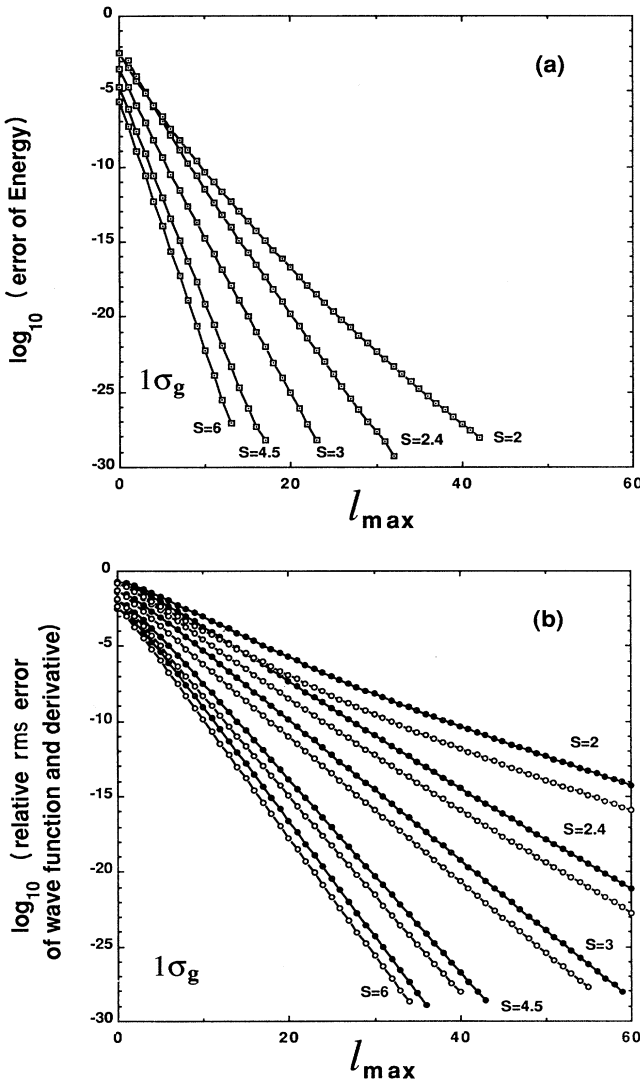 0
(a)
-5
-10
-15
-20
-25
-30
log10 (error of Energy)
1σg
S=6
S=4.5
S=3
S=2.4
S=2
0
20
40
60
lmax
0
(b)
-5
-10
-15
-20
-25
-30
log10 (relative rms error
of wave function and derivative)
S=2
S=2.4
S=3
1σg
S=6
S=4.5
0
20
40
60
lmax